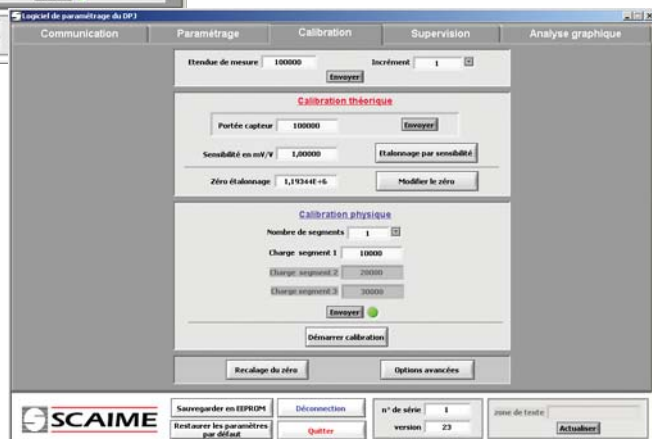 Logiciel de paramétrage du DPJ
Communication Paramétrage Calibration Supervision Analyse graphique
Etendue de mesure 100000 Incrément 1
Envoyer
Calibration théorique
Portée capteur 100000 Envoyer
Sensibilité en mV/V 1,00000 Etalonnage par sensibilité
Zéro étalonnage 1,19344E+6 Modifier le zéro
Calibration physique
Nombre de segments 1
Charge segment 1 10000
Charge segment 2 20000
Charge segment 3 30000
Envoyer
Démarrer calibration
Recalage du zéro Options avancées
SCAIME
Sauvegarder en EEPROM Déconnection n° de série 1 zone de texte
Restaurer les paramètres par défaut Quitter version 23 Actualiser